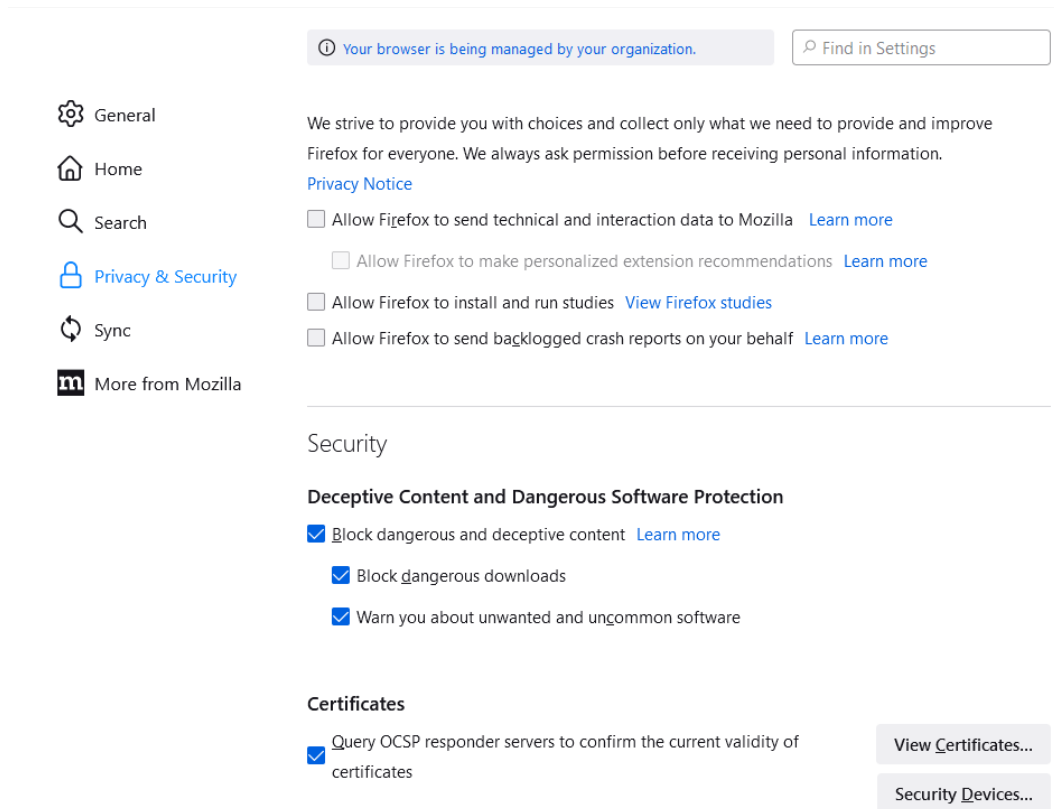 Your browser is being managed by your organization.
Find in Settings
General
Home
Search
Privacy & Security
Sync
m More from Mozilla
We strive to provide you with choices and collect only what we need to provide and improve
Firefox for everyone. We always ask permission before receiving personal information.
Privacy Notice
Allow Firefox to send technical and interaction data to Mozilla Learn more
Allow Firefox to make personalized extension recommendations Learn more
Allow Firefox to install and run studies View Firefox studies
Allow Firefox to send backlogged crash reports on your behalf Learn more
Security
Deceptive Content and Dangerous Software Protection
Block dangerous and deceptive content Learn more
Block dangerous downloads
Warn you about unwanted and uncommon software
Certificates
Query OCSP responder servers to confirm the current validity of
certificates
View Certificates...
Security Devices...